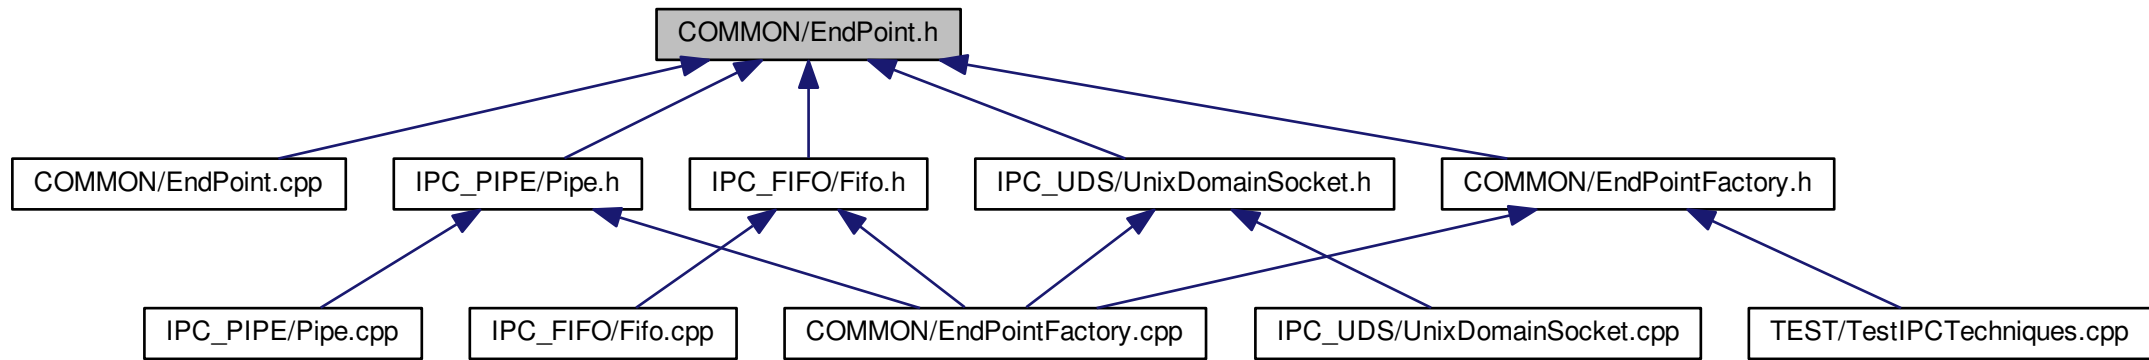 COMMON/EndPoint.h
COMMON/EndPoint.cpp
IPC_PIPE/Pipe.h
IPC_FIFO/Fifo.h
IPC_UDS/UnixDomainSocket.h
COMMON/EndPointFactory.h
IPC_PIPE/Pipe.cpp
IPC_FIFO/Fifo.cpp
COMMON/EndPointFactory.cpp
IPC_UDS/UnixDomainSocket.cpp
TEST/TestIPCTechniques.cpp